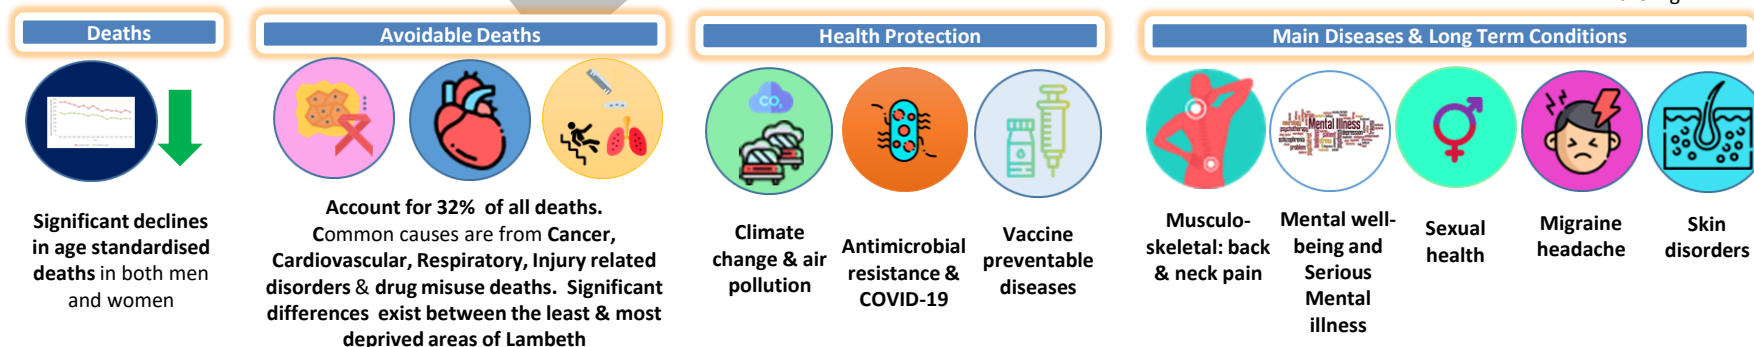 Deaths
Significant declines
in age standardised
deaths in both men
and women
Avoidable Deaths
Account for 32% of all deaths.
Common causes are from Cancer,
Cardiovascular, Respiratory, Injury related
disorders & drug misuse deaths. Significant
differences exist between the least & most
deprived areas of Lambeth
Health Protection
CO₂
Climate
change & air
pollution
Antimicrobial
resistance &
COVID-19
Vaccine
preventable
diseases
Main Diseases & Long Term Conditions
Musculo-
skeletal: back
& neck pain
Mental Illness
Mental well-
being and
Serious
Mental
illness
Sexual
health
Migraine
headache
Skin
disorders